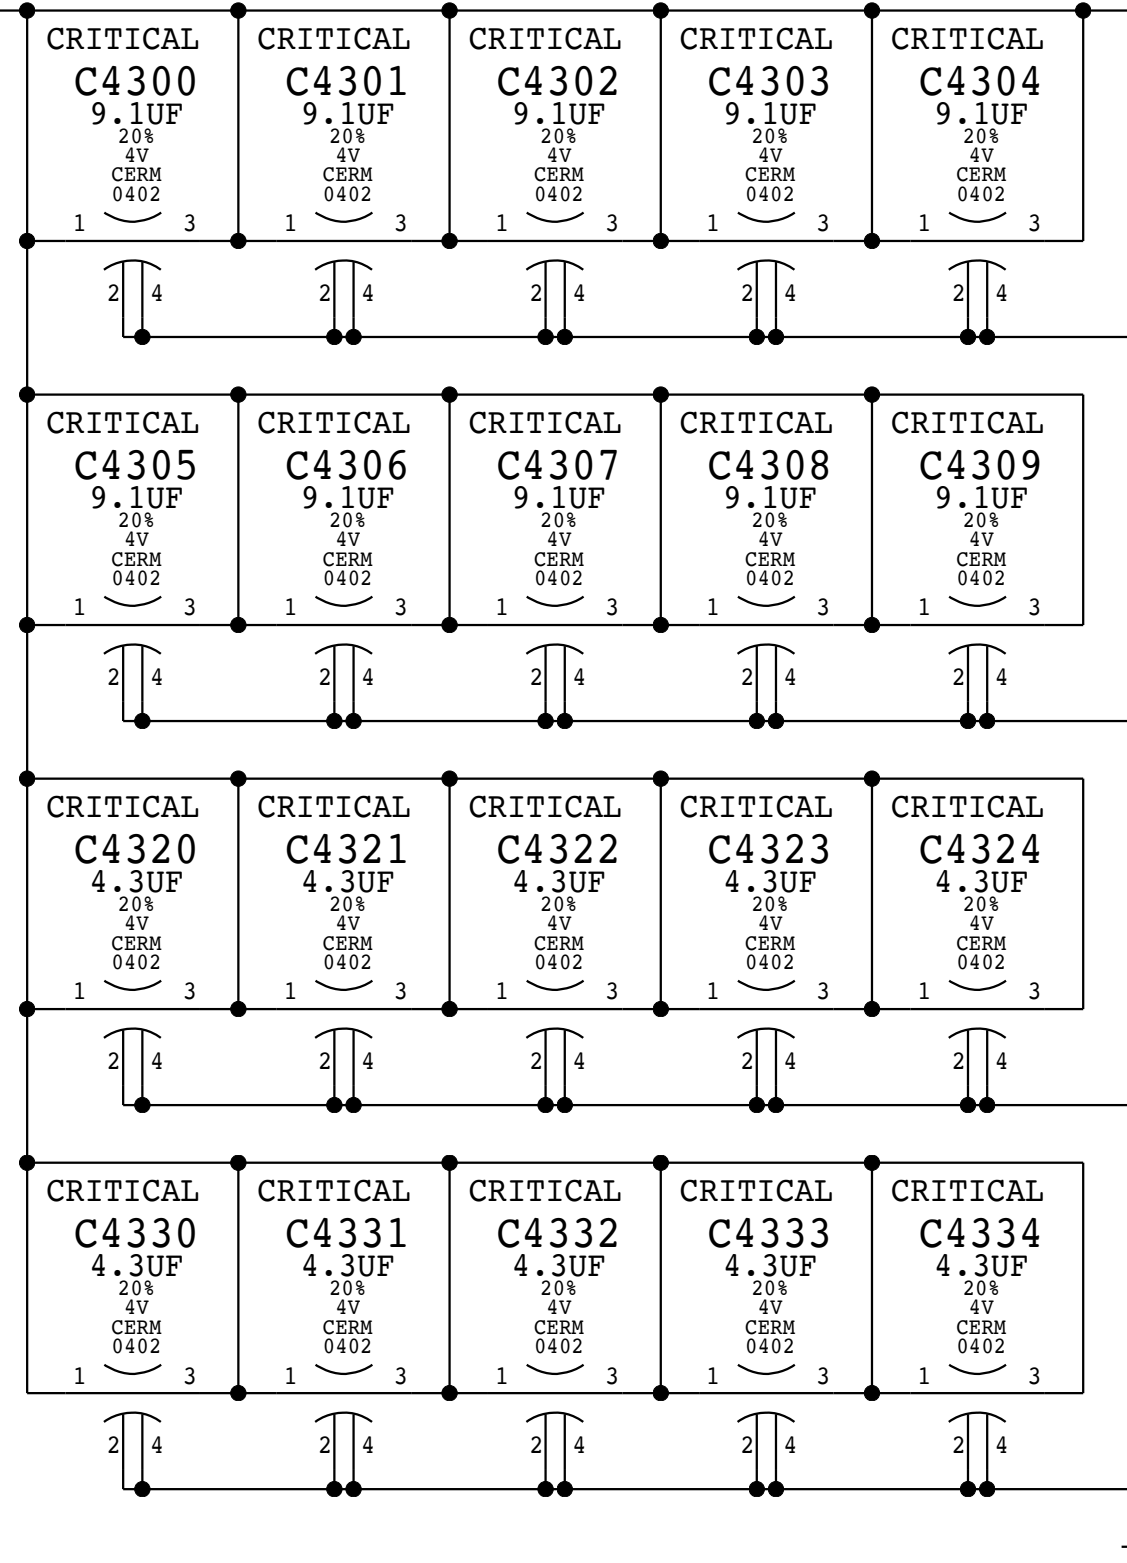 CRITICAL CRITICAL CRITICAL CRITICAL CRITICAL
C4300 C4301 C4302 C4303 C4304
9.1UF 9.1UF 9.1UF 9.1UF 9.1UF
20% 20% 20% 20% 20%
4V 4V 4V 4V 4V
CERM CERM CERM CERM CERM
0402 0402 0402 0402 0402
1 3 1 3 1 3 1 3 1 3
2 4 2 4 2 4 2 4 2 4
CRITICAL CRITICAL CRITICAL CRITICAL CRITICAL
C4305 C4306 C4307 C4308 C4309
9.1UF 9.1UF 9.1UF 9.1UF 9.1UF
20% 20% 20% 20% 20%
4V 4V 4V 4V 4V
CERM CERM CERM CERM CERM
0402 0402 0402 0402 0402
1 3 1 3 1 3 1 3 1 3
2 4 2 4 2 4 2 4 2 4
CRITICAL CRITICAL CRITICAL CRITICAL CRITICAL
C4320 C4321 C4322 C4323 C4324
4.3UF 4.3UF 4.3UF 4.3UF 4.3UF
20% 20% 20% 20% 20%
4V 4V 4V 4V 4V
CERM CERM CERM CERM CERM
0402 0402 0402 0402 0402
1 3 1 3 1 3 1 3 1 3
2 4 2 4 2 4 2 4 2 4
CRITICAL CRITICAL CRITICAL CRITICAL CRITICAL
C4330 C4331 C4332 C4333 C4334
4.3UF 4.3UF 4.3UF 4.3UF 4.3UF
20% 20% 20% 20% 20%
4V 4V 4V 4V 4V
CERM CERM CERM CERM CERM
0402 0402 0402 0402 0402
1 3 1 3 1 3 1 3 1 3
2 4 2 4 2 4 2 4 2 4